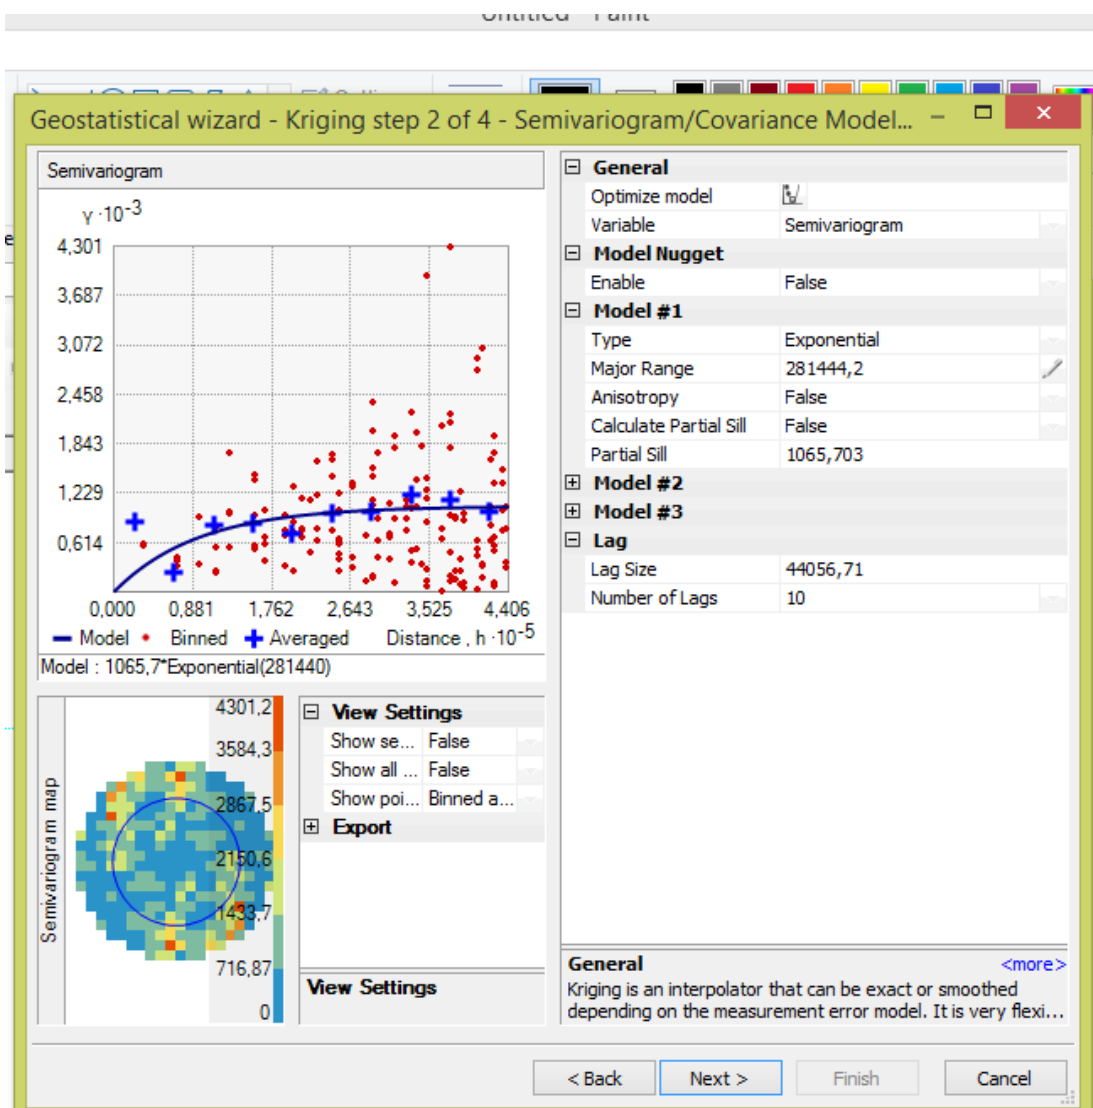 Untitled - Paint
Geostatistical wizard - Kriging step 2 of 4 - Semivariogram/Covariance Model...
Semivariogram
γ ·10-3
4,301
3,687
3,072
2,458
1,843
1,229
0,614
0,000 0,881 1,762 2,643 3,525 4,406
Model Binned Averaged Distance , h ·10-5
Model : 1065,7*Exponential(281440)
Semivariogram map
4301,2
3584,3
2867,5
2150,6
1433,7
716,87
0
View Settings
Show se... False
Show all ... False
Show poi... Binned a...
Export
View Settings
General
Optimize model
Variable Semivariogram
Model Nugget
Enable False
Model #1
Type Exponential
Major Range 281444,2
Anisotropy False
Calculate Partial Sill False
Partial Sill 1065,703
Model #2
Model #3
Lag
Lag Size 44056,71
Number of Lags 10
General <more>
Kriging is an interpolator that can be exact or smoothed
depending on the measurement error model. It is very flexi...
< Back Next > Finish Cancel